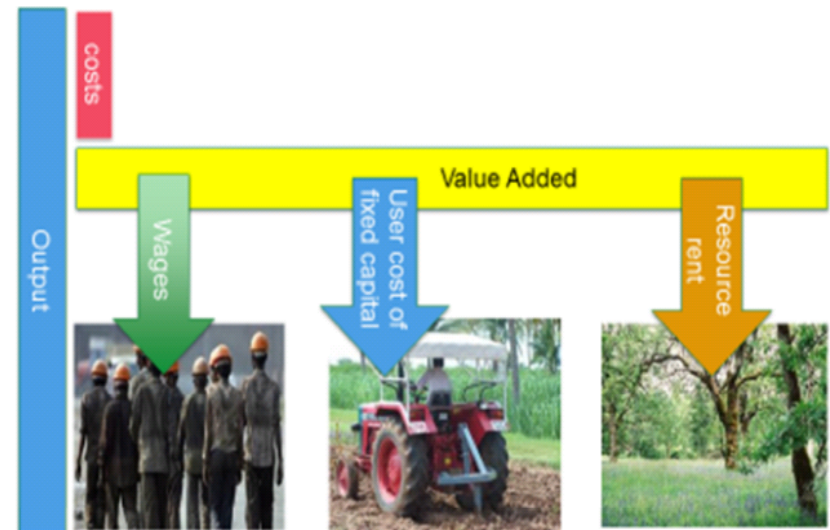 costs
Value Added
Output
Wages
User cost of
fixed capital
Resource
rent